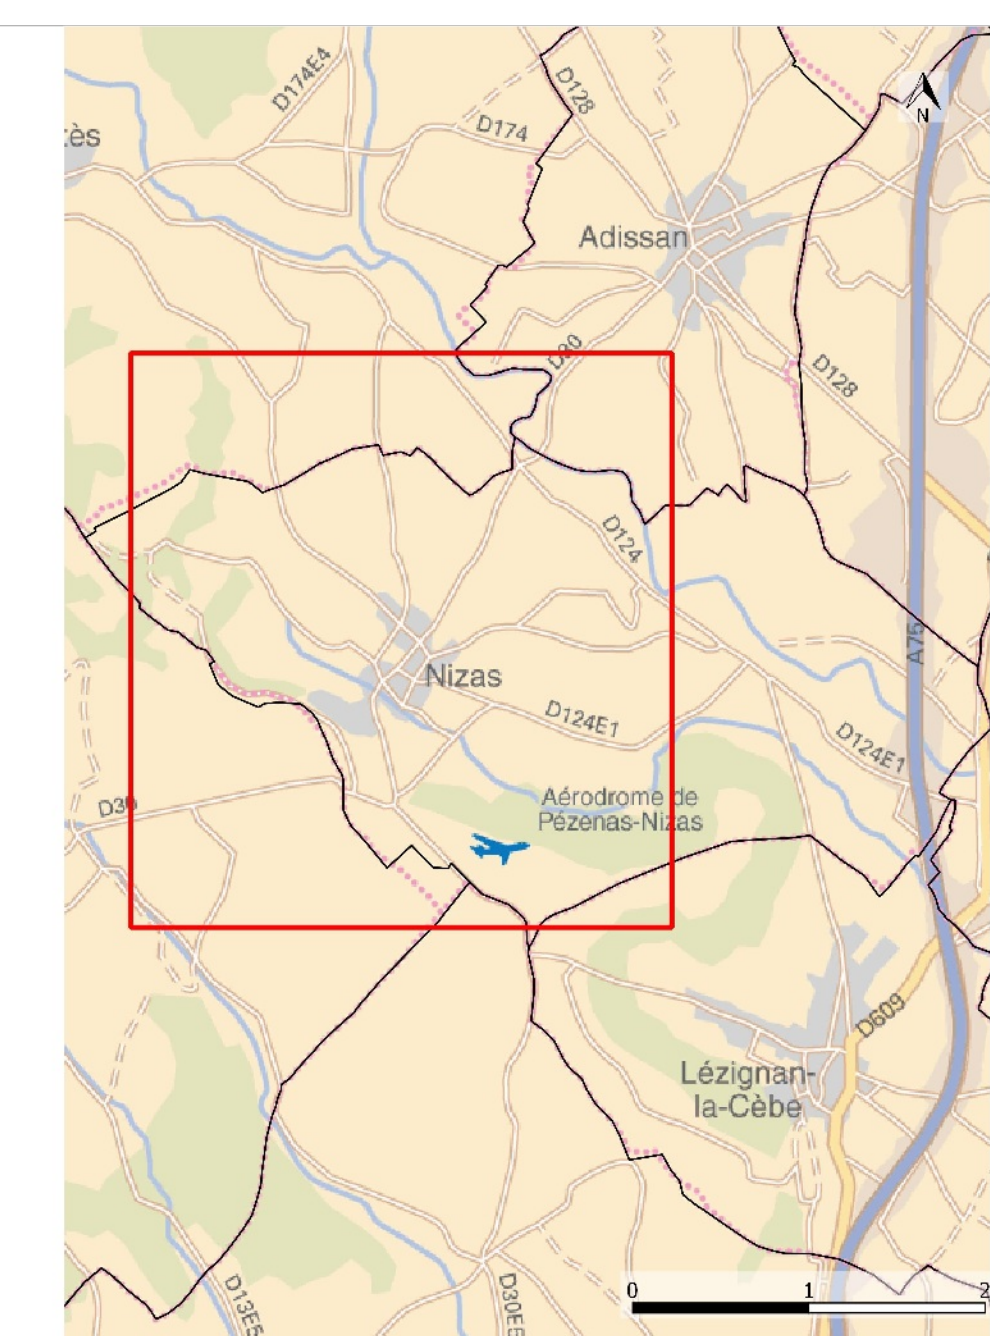 D174E4
D128
N
D174
Adissan
D30
D128
D124
A75
Nizas
D124E1
D124E1
D30
Aérodrome de
Pézenas-Nizas
D609
Lézignan-
la-Cèbe
D13E5
D30E5
0 1 2